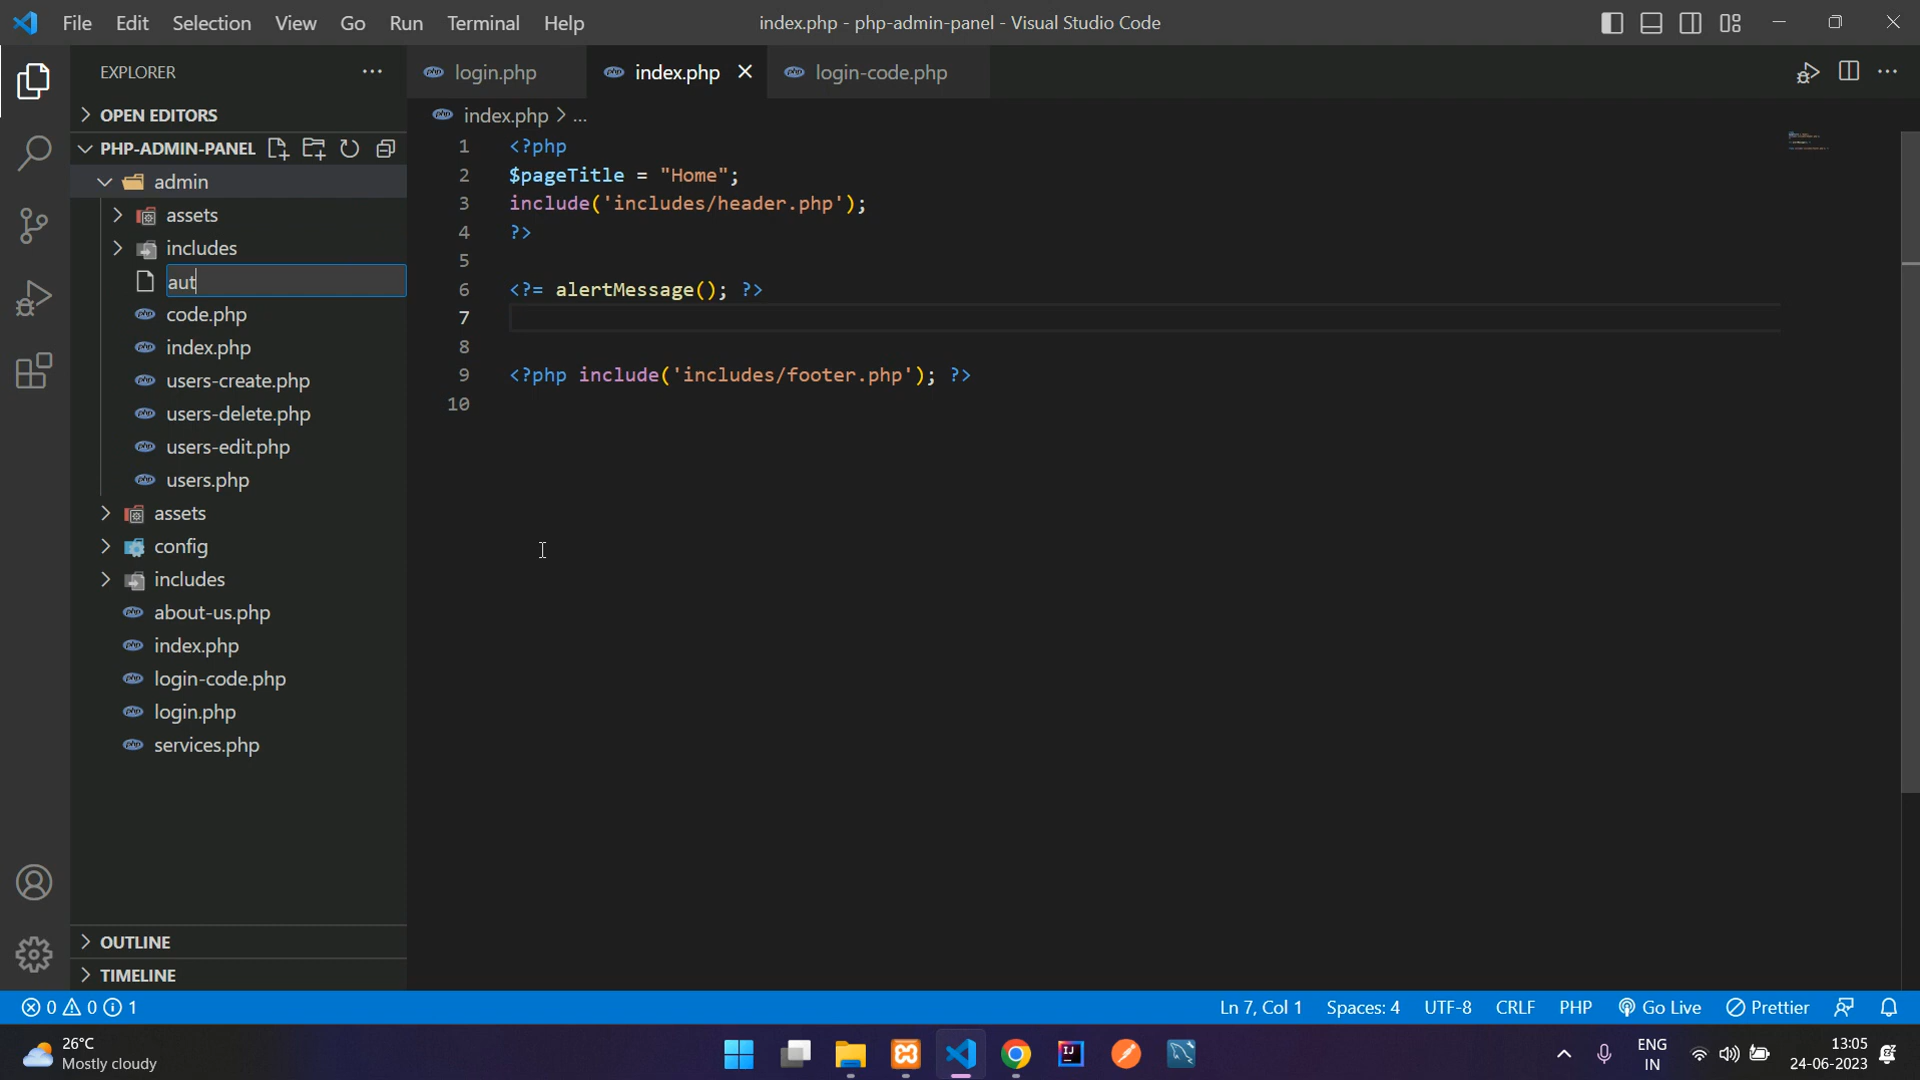 File Edit Selection View Go Run Terminal Help
index.php - php-admin-panel - Visual Studio Code
EXPLORER
OPEN EDITORS
PHP-ADMIN-PANEL
admin
assets
includes
aut
code.php
index.php
users-create.php
users-delete.php
users-edit.php
users.php
assets
config
includes
about-us.php
index.php
login-code.php
login.php
services.php
OUTLINE
TIMELINE
login.php index.php login-code.php
index.php > ...
1 <?php
2 $pageTitle = "Home";
3 include('includes/header.php');
4 ?>
5
6 <?= alertMessage(); ?>
7
8
9 <?php include('includes/footer.php'); ?>
10
0 0 1
Ln 7, Col 1 Spaces: 4 UTF-8 CRLF PHP Go Live Prettier
26°C
Mostly cloudy
ENG
IN
13:05
24-06-2023